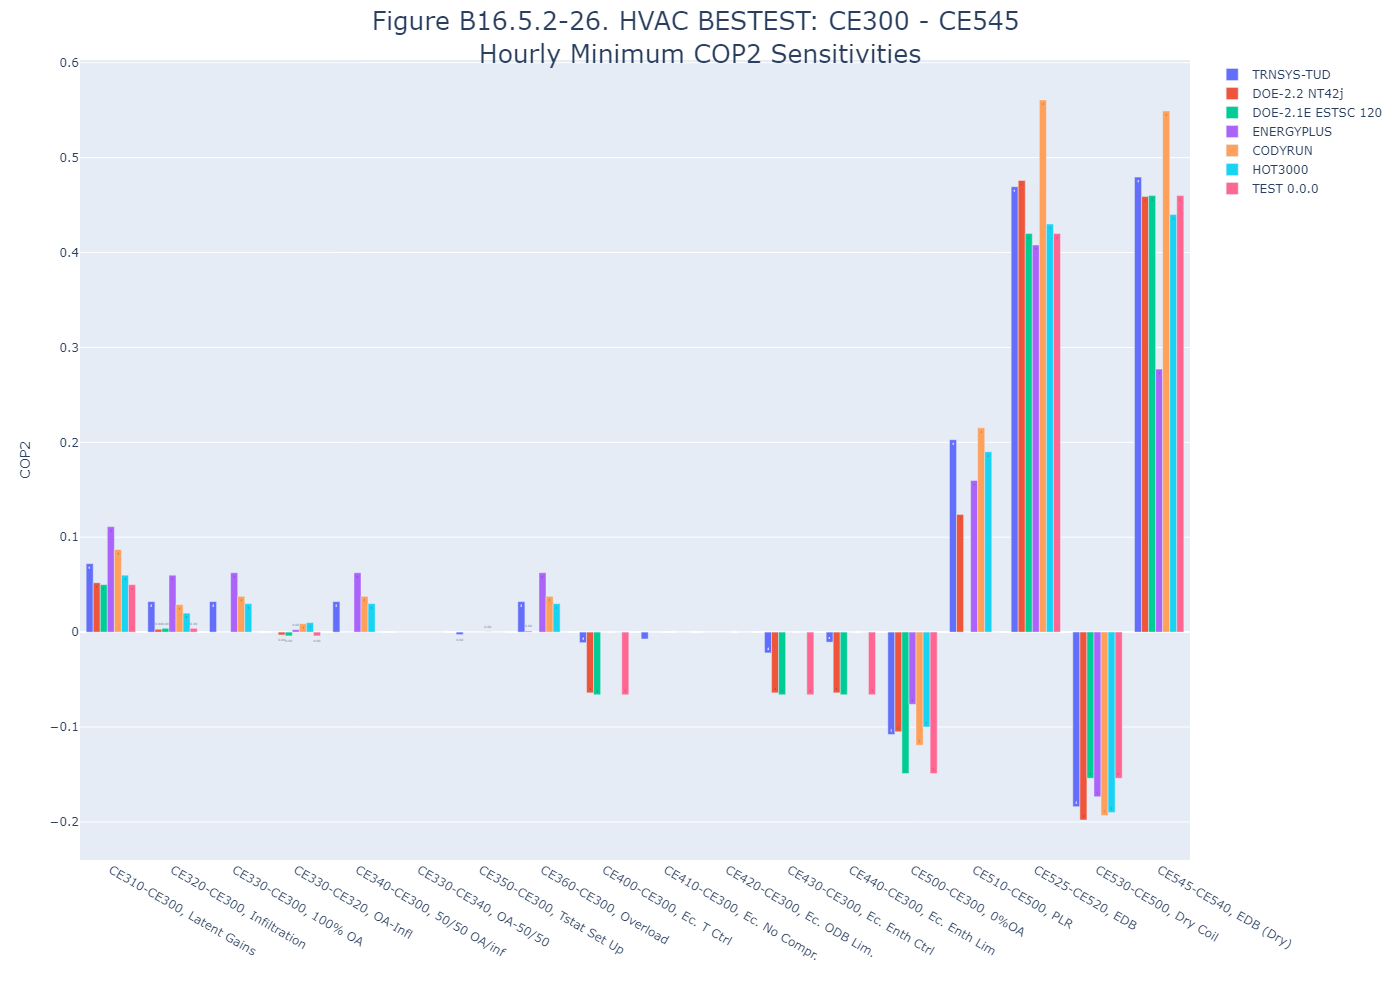 Figure B16.5.2-26. HVAC BESTEST: CE300 - CE545
Hourly Minimum COP2 Sensitivities
TRNSYS-TUD
DOE-2.2 NT42j
DOE-2.1E ESTSC 120
ENERGYPLUS
CODYRUN
HOT3000
TEST 0.0.0
COP2
0.6
0.5
0.4
0.3
0.2
0.1
0
−0.1
−0.2
CE310-CE300, Latent Gains
CE320-CE300, Infiltration
CE330-CE300, 100% OA
CE330-CE320, OA-Infl
CE340-CE300, 50/50 OA/inf
CE330-CE340, OA-50/50
CE350-CE300, Tstat Set Up
CE360-CE300, Overload
CE400-CE300, Ec. T Ctrl
CE410-CE300, Ec. No Compr.
CE420-CE300, Ec. ODB Lim.
CE430-CE300, Ec. Enth Ctrl
CE440-CE300, Ec. Enth Lim
CE500-CE300, 0%OA
CE510-CE500, PLR
CE525-CE520, EDB
CE530-CE500, Dry Coil
CE545-CE540, EDB (Dry)